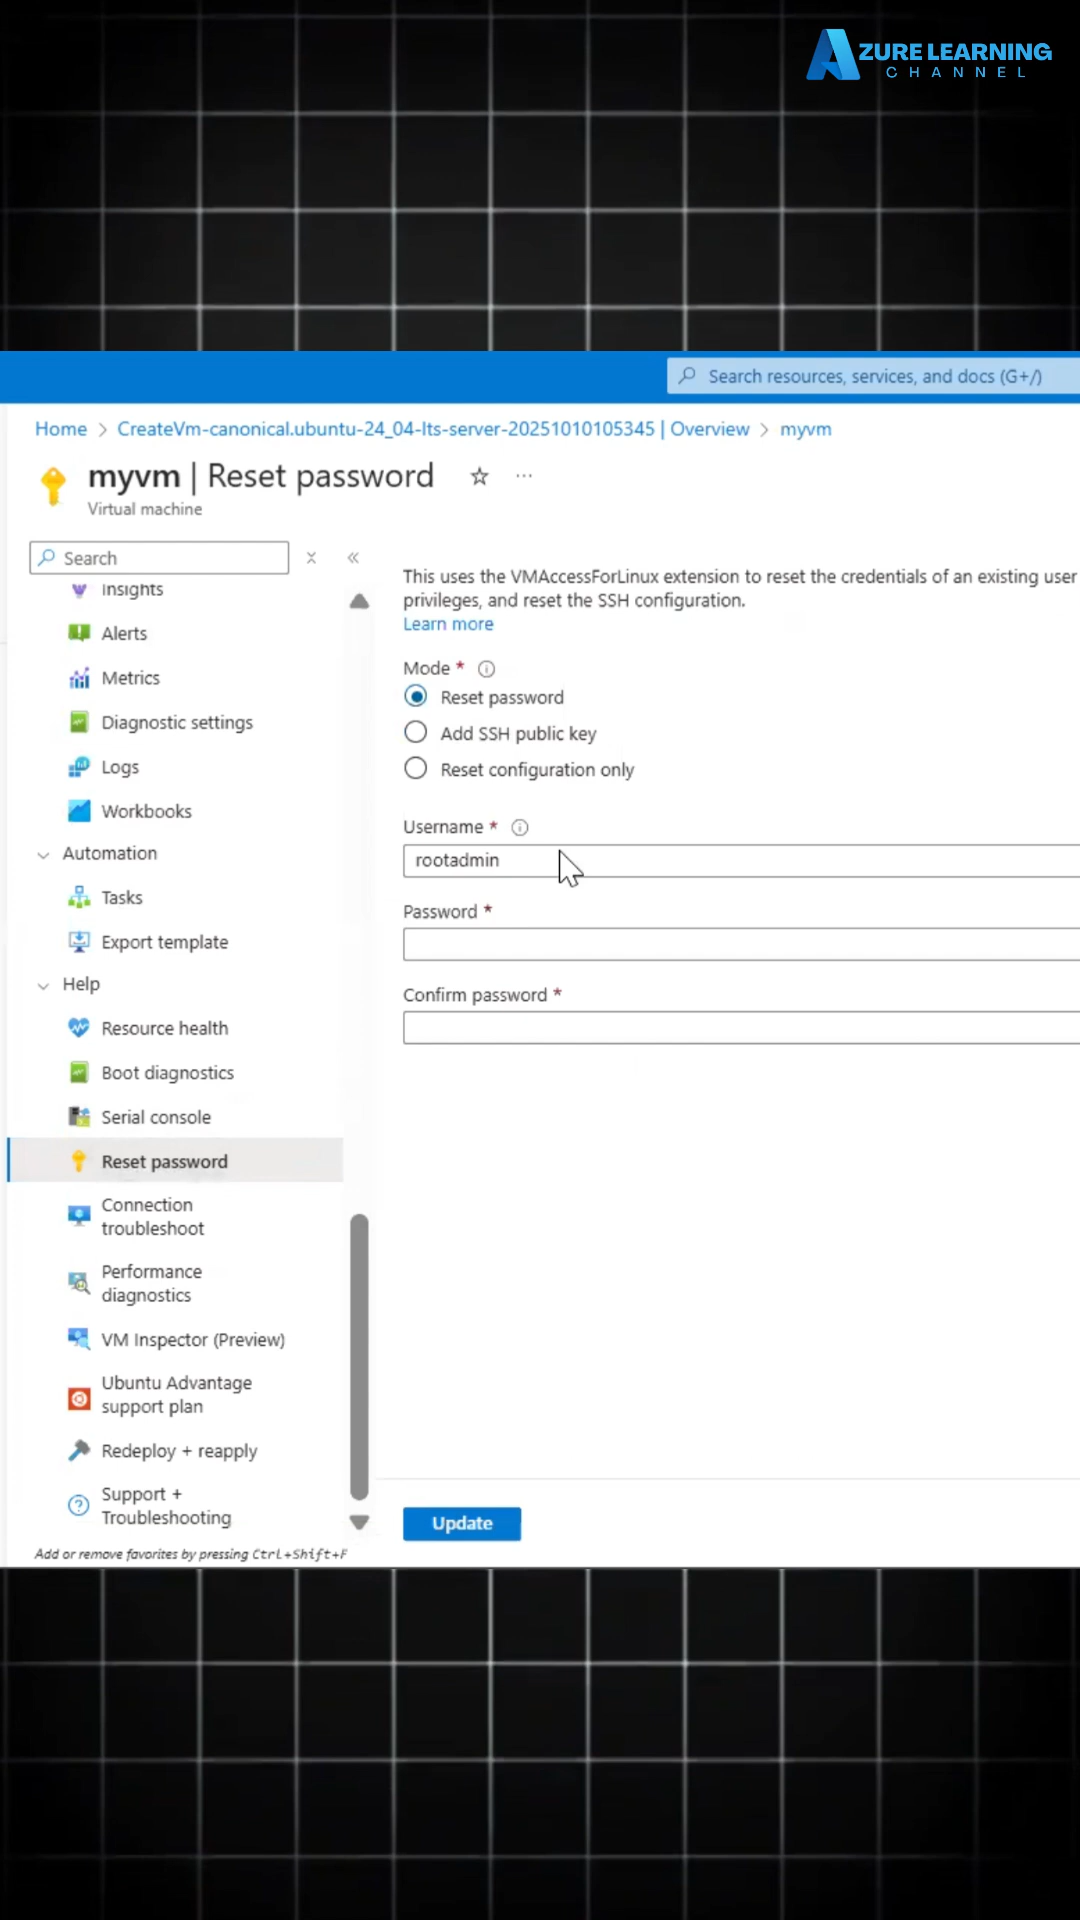 AZURE LEARNING
CHANNEL
Search resources, services, and docs (G+/)
Home > CreateVm-canonical.ubuntu-24_04-lts-server-20251010105345 | Overview > myvm
myvm | Reset password ☆ ···
Virtual machine
Search
Insights
Alerts
Metrics
Diagnostic settings
Logs
Workbooks
Automation
Tasks
Export template
Help
Resource health
Boot diagnostics
Serial console
Reset password
Connection
troubleshoot
Performance
diagnostics
VM Inspector (Preview)
Ubuntu Advantage
support plan
Redeploy + reapply
Support +
Troubleshooting
Add or remove favorites by pressing Ctrl+Shift+F
This uses the VMAccessForLinux extension to reset the credentials of an existing user
privileges, and reset the SSH configuration.
Learn more
Mode *
Reset password
Add SSH public key
Reset configuration only
Username *
rootadmin
Password *
Confirm password *
Update